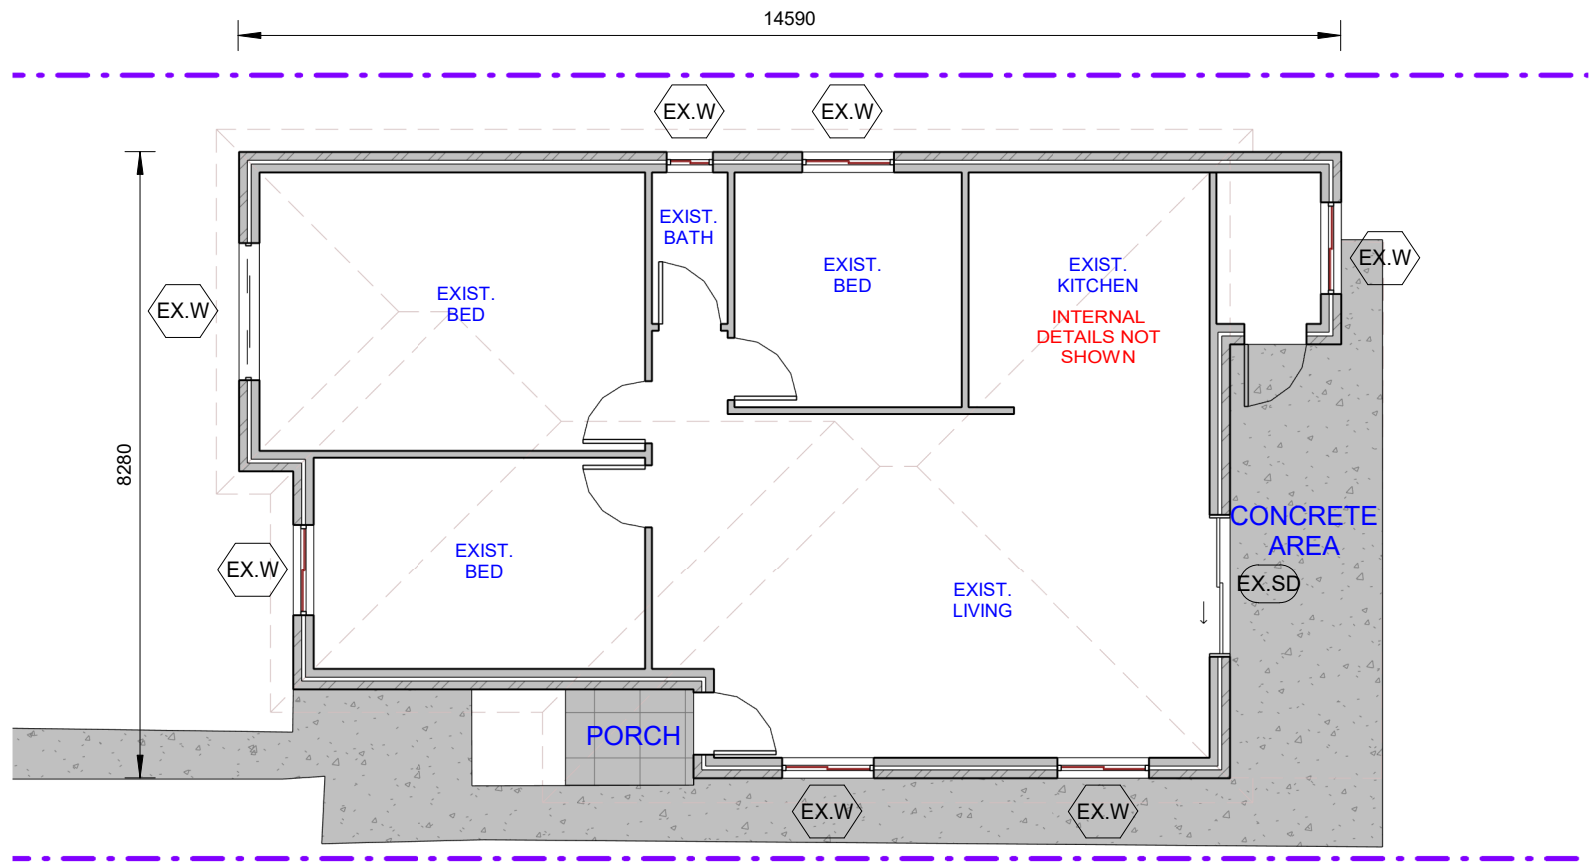 14590
EX.W
EX.W
EXIST.
BATH
EXIST.
BED
EXIST.
KITCHEN
EX.W
INTERNAL
DETAILS NOT
SHOWN
EXIST.
BED
EX.W
8280
CONCRETE
AREA
EXIST.
BED
EX.W
EX.SD
EXIST.
LIVING
PORCH
EX.W
EX.W